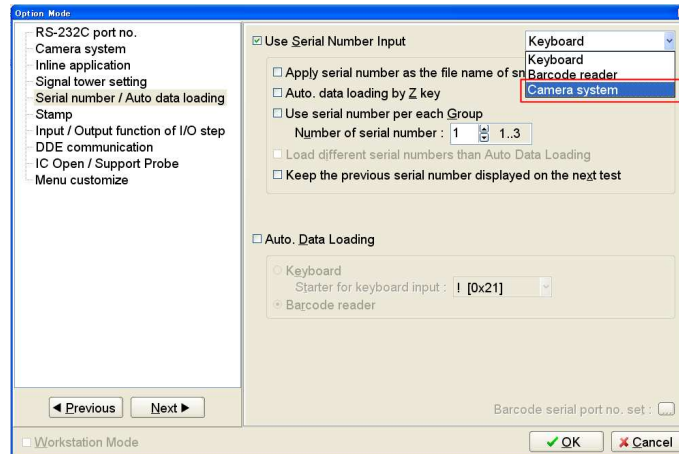 Option Mode
RS-232C port no.
Camera system
Inline application
Signal tower setting
Serial number / Auto data loading
Stamp
Input / Output function of I/O step
DDE communication
IC Open / Support Probe
Menu customize
◄ Previous
Next ►
Workstation Mode
Use Serial Number Input
Keyboard
Keyboard
Barcode reader
Camera system
Apply serial number as the file name of
Auto. data loading by Z key
Use serial number per each Group
Number of serial number : 1 1..3
Load different serial numbers than Auto Data Loading
Keep the previous serial number displayed on the next test
Auto. Data Loading
Keyboard
Starter for keyboard input : ! [0x21]
Barcode reader
Barcode serial port no. set : ...
OK
Cancel